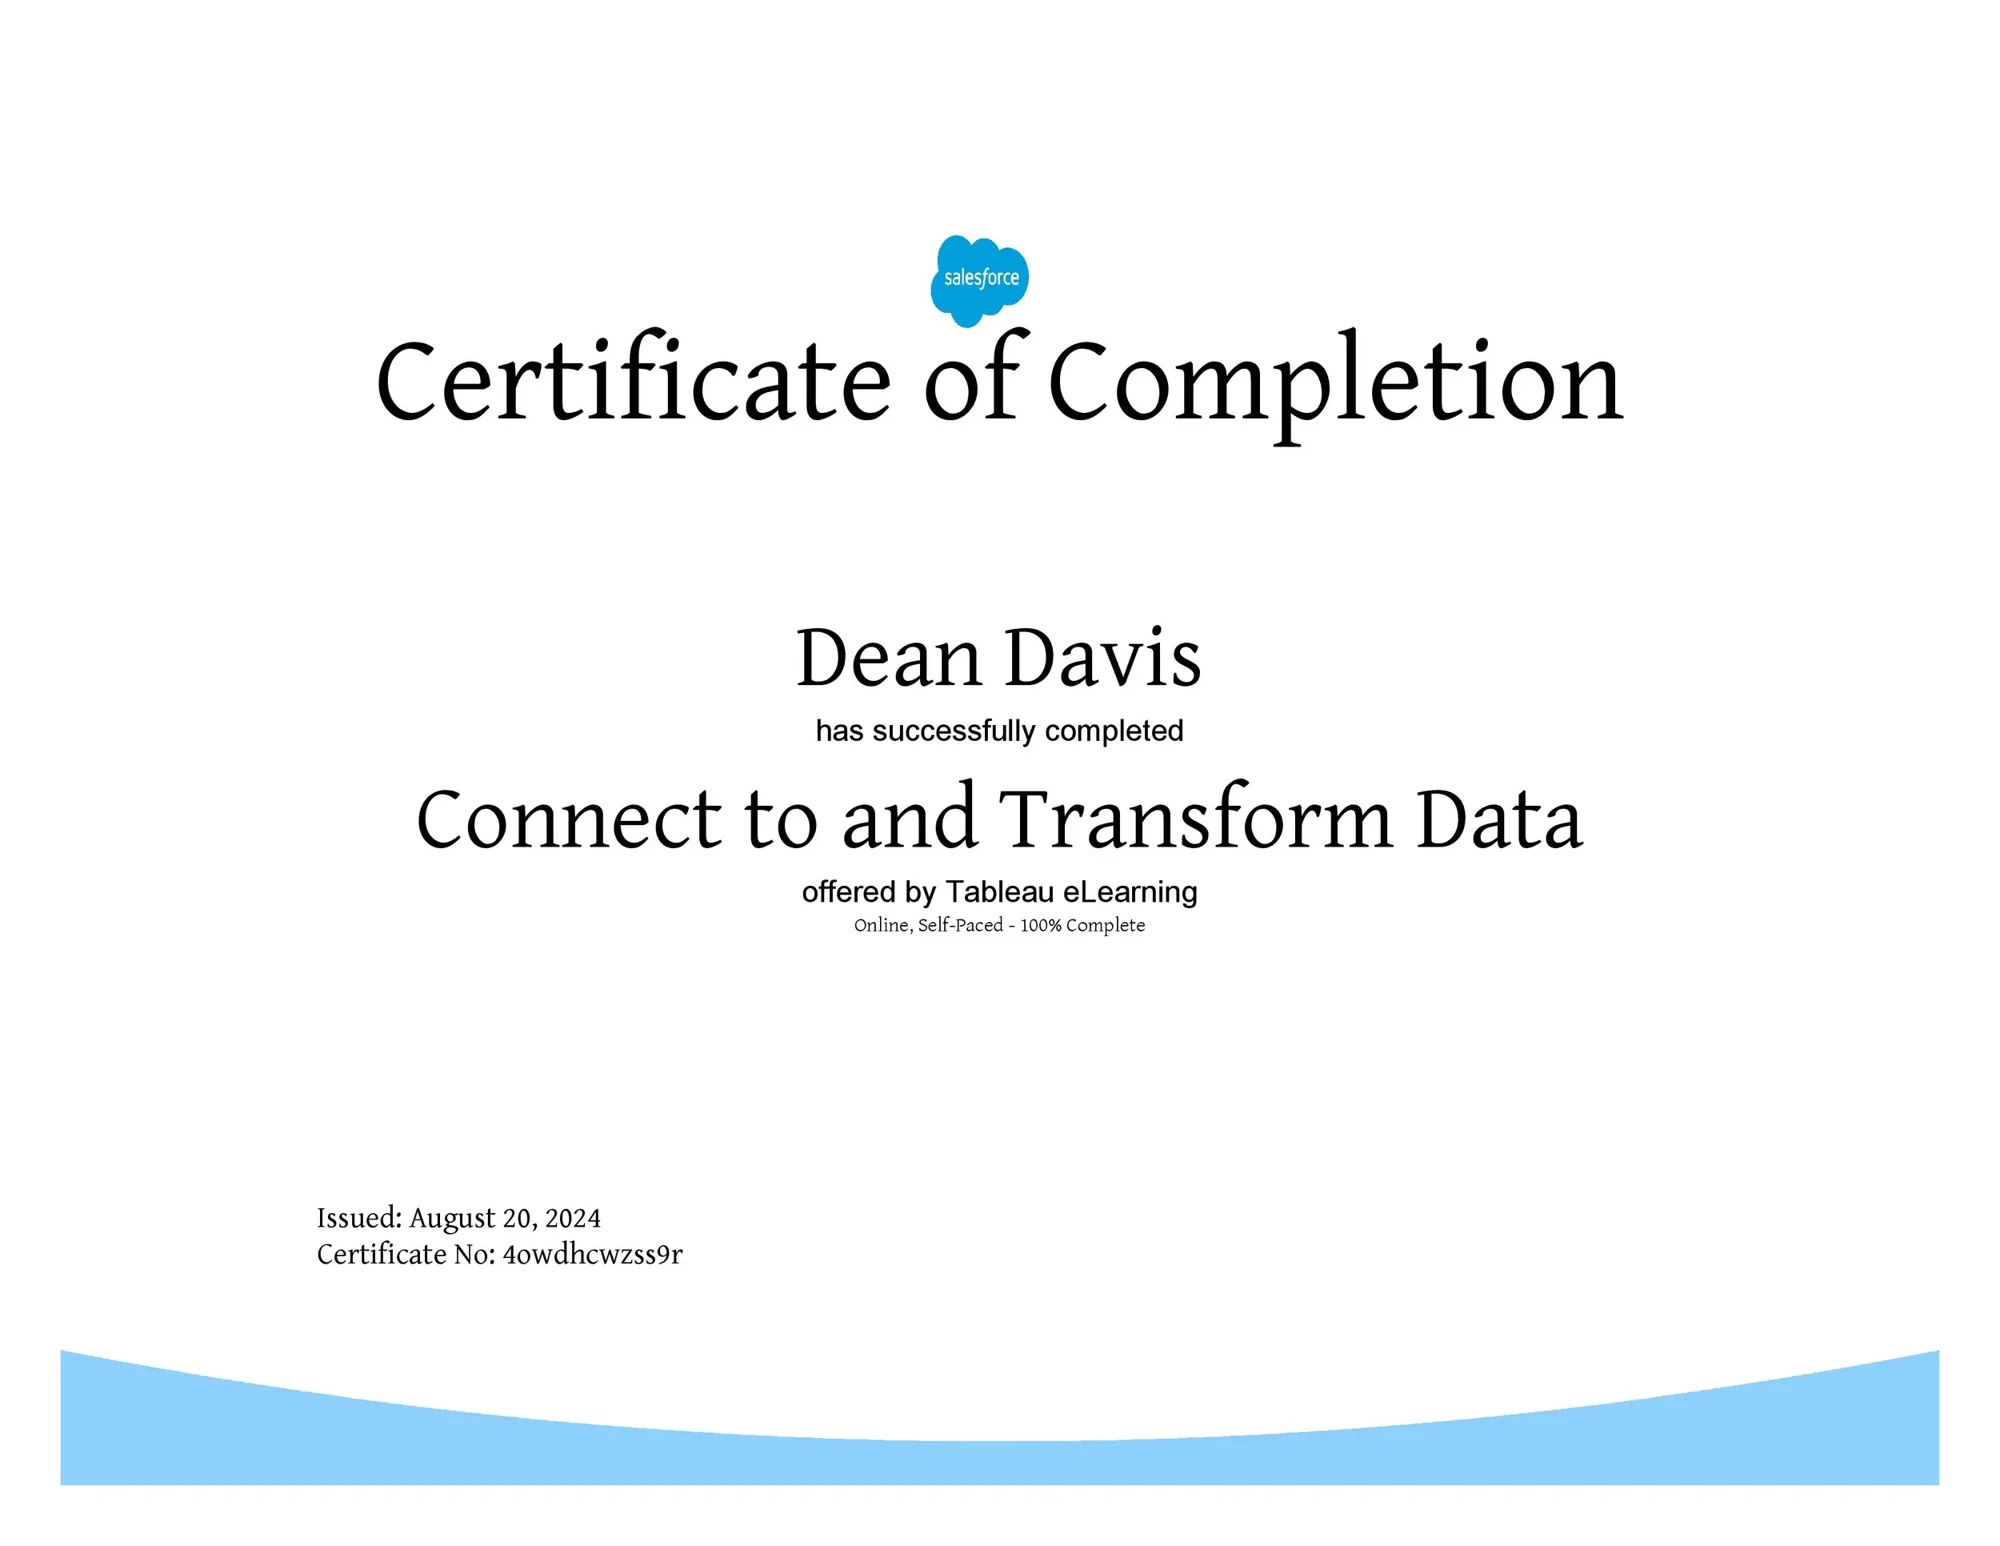 salesforce
Certificate of Completion
Dean Davis
has successfully completed
Connect to and Transform Data
offered by Tableau eLearning
Online, Self-Paced - 100% Complete
Issued: August 20, 2024
Certificate No: 4owdhcwzss9r